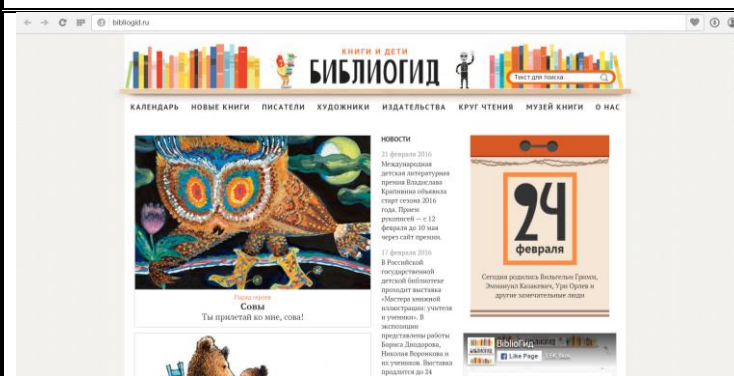 bibliogid.ru
КНИГИ И ДЕТИ
БИБЛИОГИД
Текст для поиска
КАЛЕНДАРЬ НОВЫЕ КНИГИ ПИСАТЕЛИ ХУДОЖНИКИ ИЗДАТЕЛЬСТВА КРУГ ЧТЕНИЯ МУЗЕЙ КНИГИ О НАС
Город героев
Совы
Ты прилетай ко мне, сова!
НОВОСТИ
21 февраля 2016
Международная
детская литературная
премия Владислава
Крапивина объявила
старт сезона 2016
года. Прием
рукописей — с 12
февраля до 10 мая
через сайт премии.
17 февраля 2016
В Российской
государственной
детской библиотеке
проходит выставка
«Мастера книжной
иллюстрации: учителя
и ученики». В
экспозиции
представлены работы
Бориса Диодорова,
Николая Воронкова и
их учеников. Выставка
продлится до 24
24
февраля
Сегодня родились Вильгельм Гримм,
Эммануил Казакевич, Ури Орлев и
другие замечательные люди
БиблиоГид
Like Page